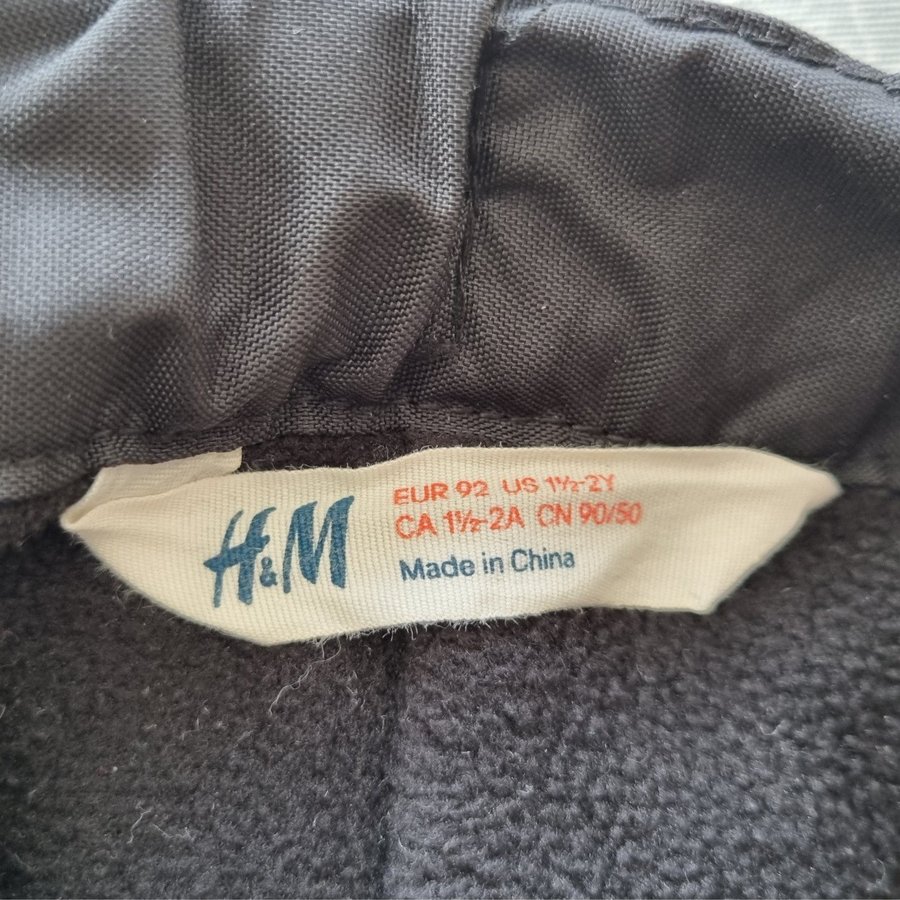 H&M
EUR 92 US 1½-2Y
CA 1½-2A CN 90/50
Made in China